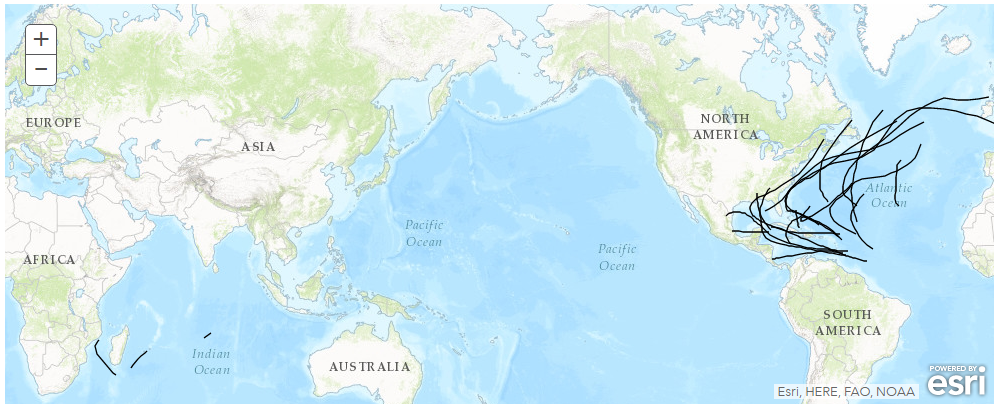 +
−
EUROPE
ASIA
NORTH
AMERICA
Atlantic
Ocean
Pacific
Ocean
Pacific
Ocean
AFRICA
SOUTH
AMERICA
Indian
Ocean
AUSTRALIA
POWERED BY
esri
Esri, HERE, FAO, NOAA